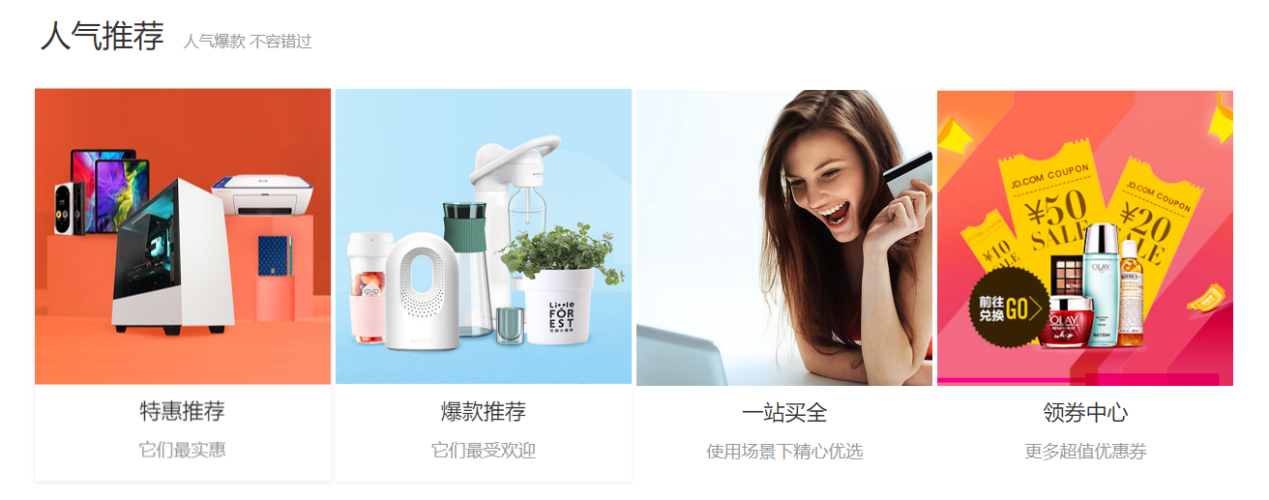 人气推荐 人气爆款 不容错过
JD.COM COUPON
¥50
SALE
JD.COM COUPON
¥20
SALE
¥10
SALE
前往
兑换 GO
OLAY
OLAY
Li••le
FOR
EST
特惠推荐
它们最实惠
爆款推荐
它们最受欢迎
一站买全
使用场景下精心优选
领券中心
更多超值优惠券